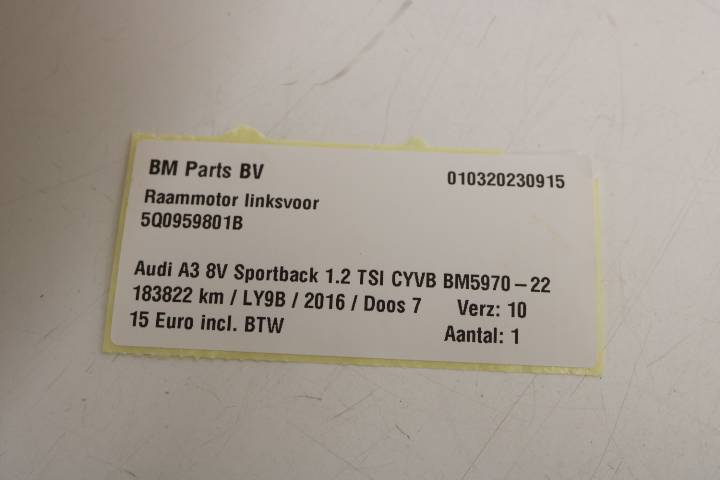 BM Parts BV 010320230915
Raammotor linksvoor
5Q0959801B
Audi A3 8V Sportback 1.2 TSI CYVB BM5970-22
183822 km / LY9B / 2016 / Doos 7 Verz: 10
15 Euro incl. BTW Aantal: 1